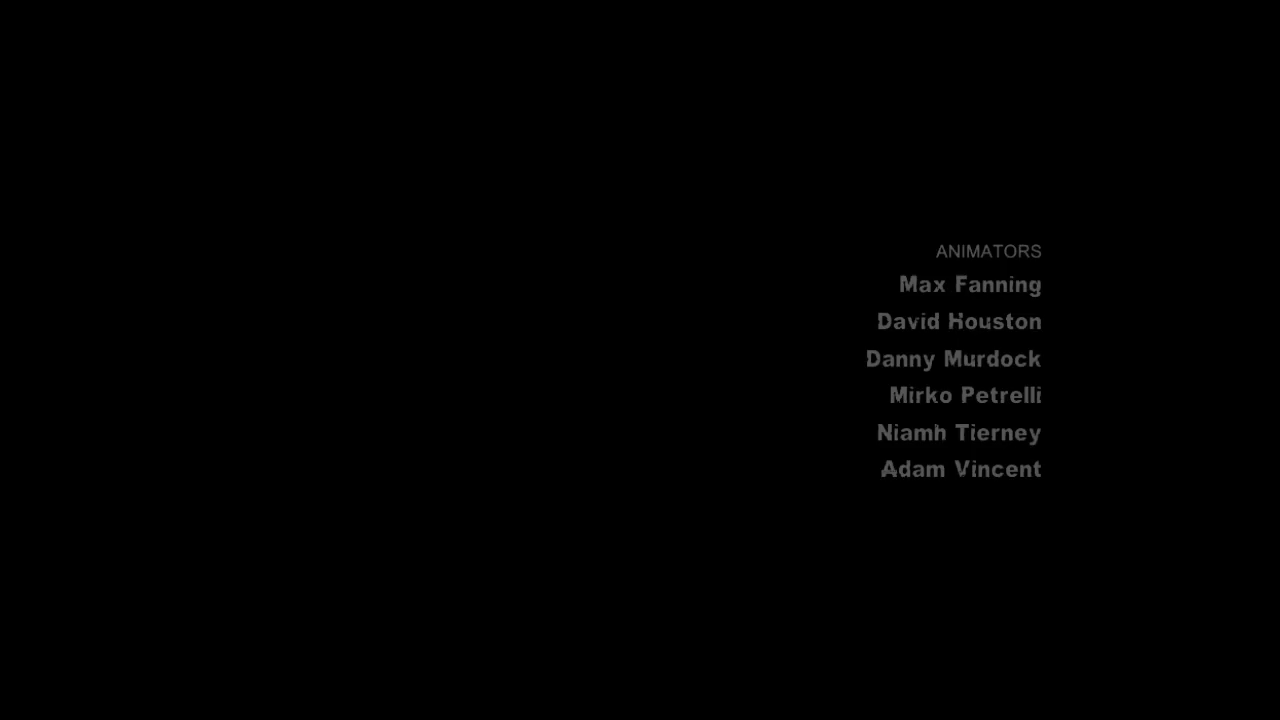 ANIMATORS
Max Fanning
David Houston
Danny Murdock
Mirko Petrelli
Niamh Tierney
Adam Vincent